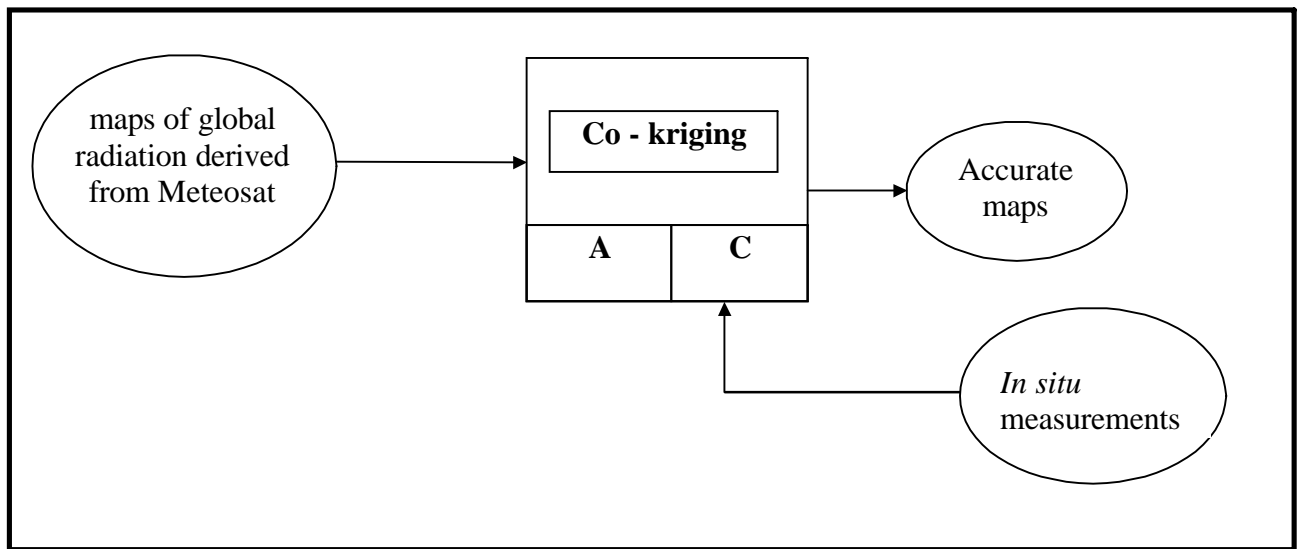 maps of global
radiation derived
from Meteosat
Co - kriging
A
C
Accurate
maps
In situ
measurements